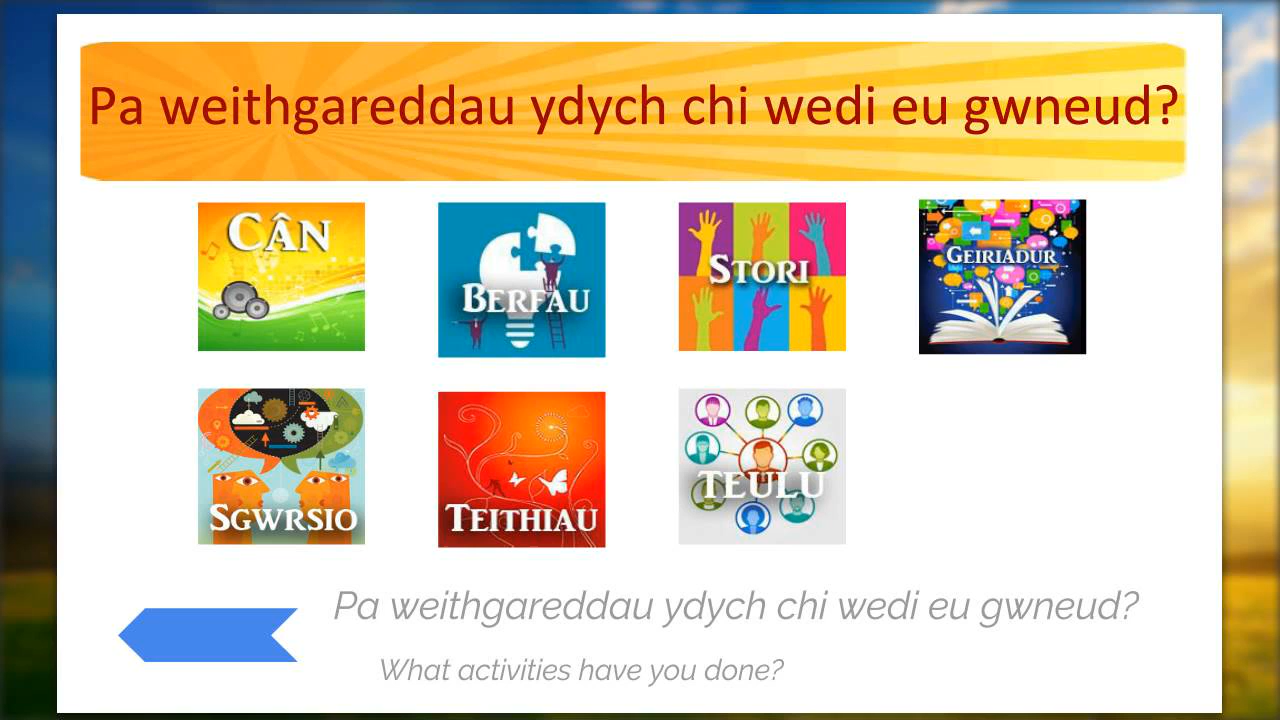 Pa weithgareddau ydych chi wedi eu gwneud?
CÂN
BERFAU
STORI
GEIRIADUR
SGWRSIO
TEITHIAU
TEULU
Pa weithgareddau ydych chi wedi eu gwneud?
What activities have you done?